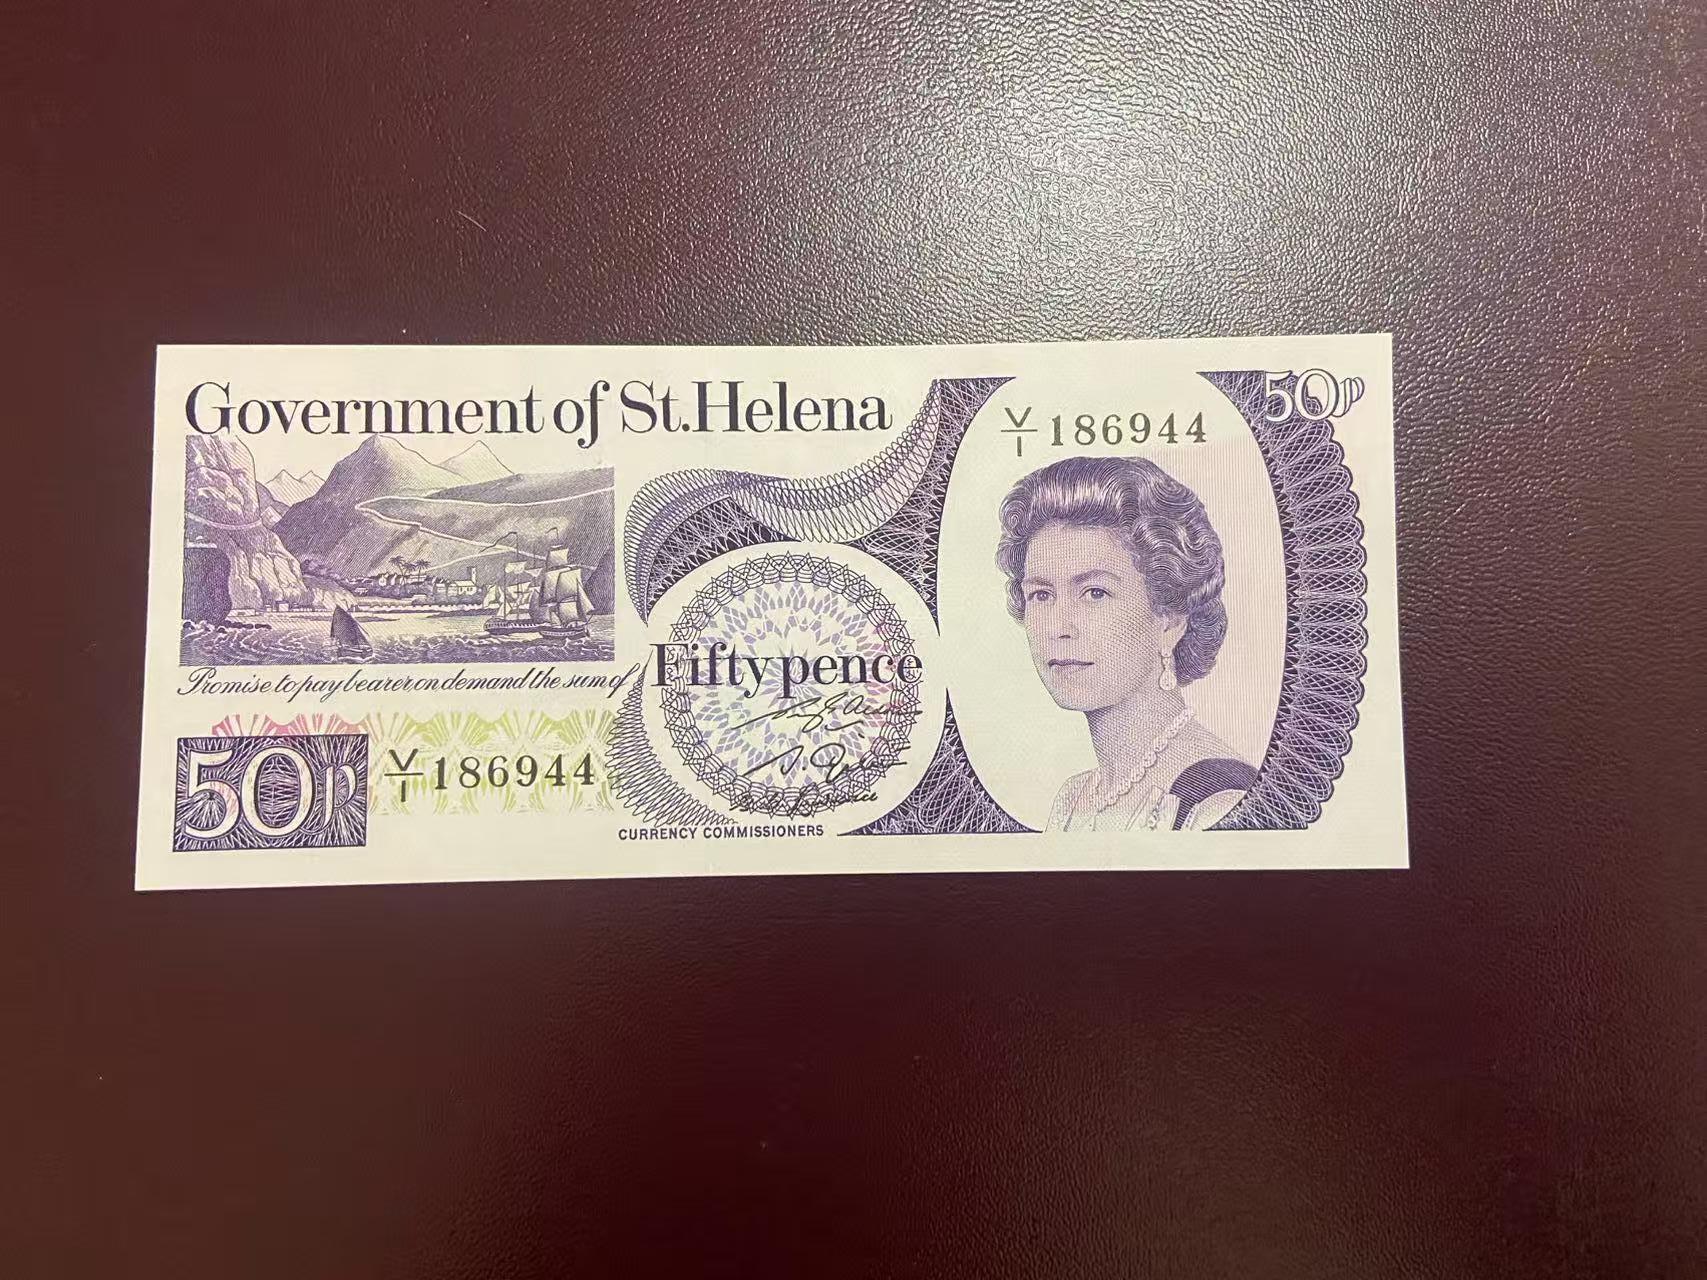 Government of St.Helena
50p
V/1 186944
Promise to pay bearer on demand the sum of
Fifty pence
50p
V/1 186944
CURRENCY COMMISSIONERS